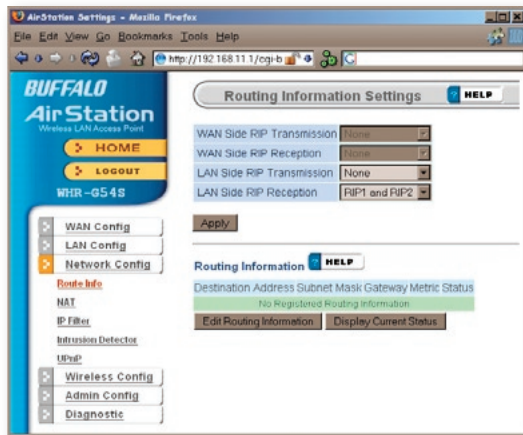 AirStation Settings - Mozilla Firefox
File Edit View Go Bookmarks Tools Help
http://192.168.11.1/cgi-b
BUFFALO
AirStation
Wireless LAN Access Point
HOME
LOGOUT
WHR-G54S
WAN Config
LAN Config
Network Config
Route Info
NAT
IP Filter
Intrusion Detector
UPnP
Wireless Config
Admin Config
Diagnostic
Routing Information Settings
? HELP
WAN Side RIP Transmission None
WAN Side RIP Reception None
LAN Side RIP Transmission None
LAN Side RIP Reception RIP1 and RIP2
Apply
Routing Information ? HELP
Destination Address Subnet Mask Gateway Metric Status
No Registered Routing Information
Edit Routing Information Display Current Status